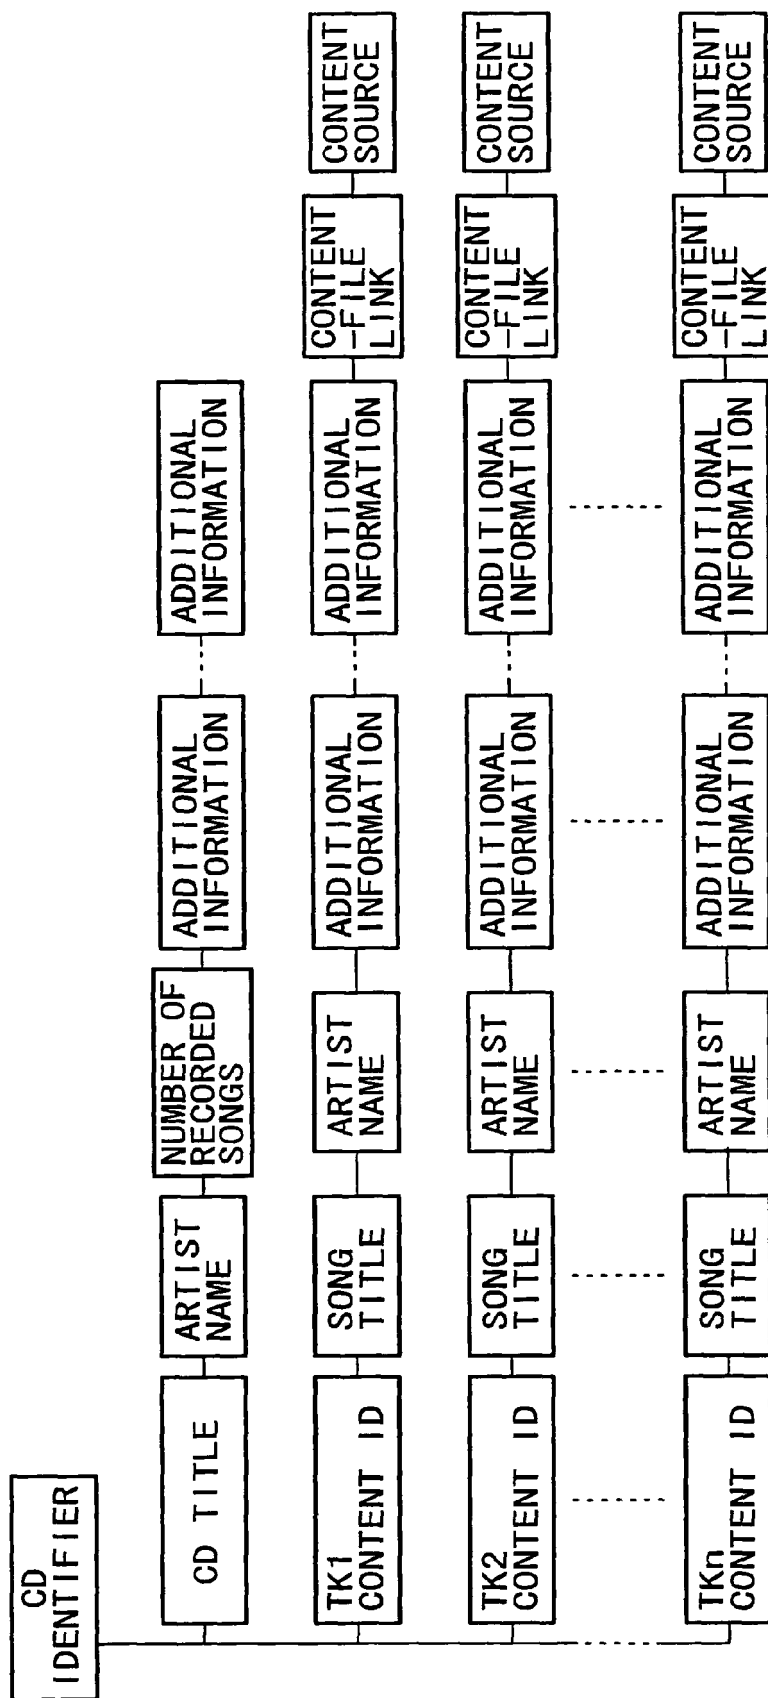 CD
IDENTIFIER
CD TITLE
ARTIST
NAME
NUMBER OF
RECORDED
SONGS
ADDITIONAL
INFORMATION
ADDITIONAL
INFORMATION
TK1
CONTENT ID
SONG
TITLE
ARTIST
NAME
ADDITIONAL
INFORMATION
ADDITIONAL
INFORMATION
CONTENT
-FILE
LINK
CONTENT
SOURCE
TK2
CONTENT ID
SONG
TITLE
ARTIST
NAME
ADDITIONAL
INFORMATION
ADDITIONAL
INFORMATION
CONTENT
-FILE
LINK
CONTENT
SOURCE
TKn
CONTENT ID
SONG
TITLE
ARTIST
NAME
ADDITIONAL
INFORMATION
ADDITIONAL
INFORMATION
CONTENT
-FILE
LINK
CONTENT
SOURCE